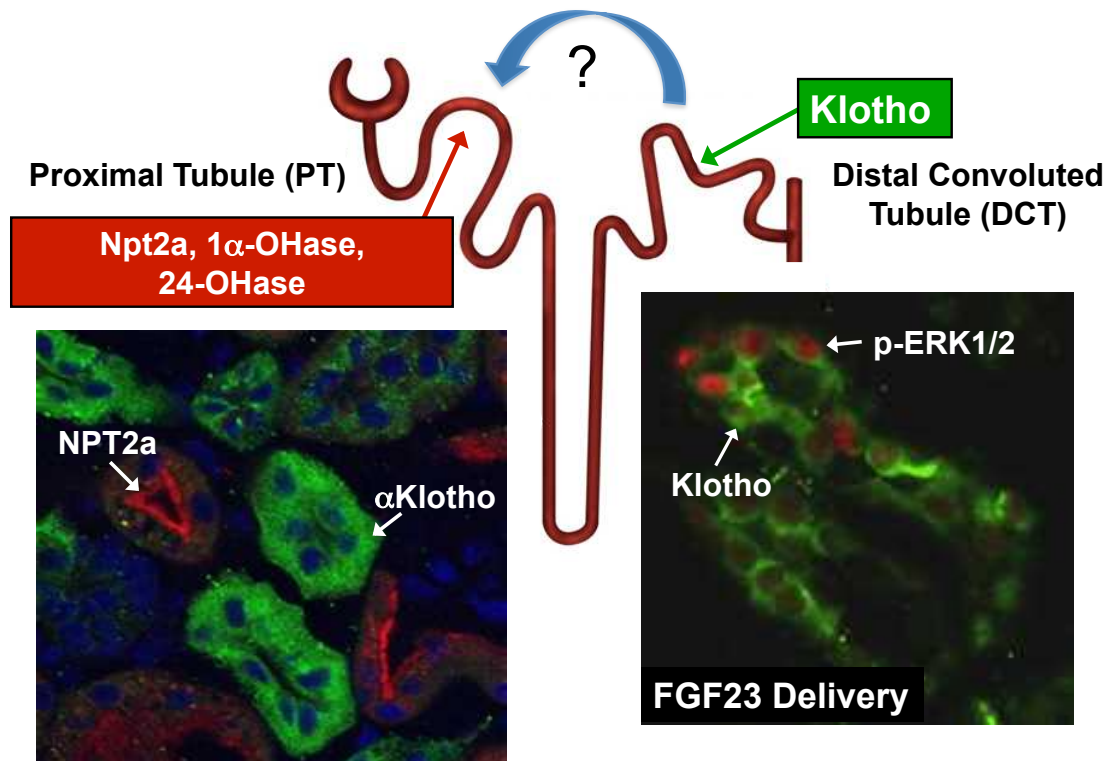 ?
Klotho
Proximal Tubule (PT)
Distal Convoluted
Tubule (DCT)
Npt2a, 1α-OHase,
24-OHase
p-ERK1/2
NPT2a
Klotho
αKlotho
FGF23 Delivery